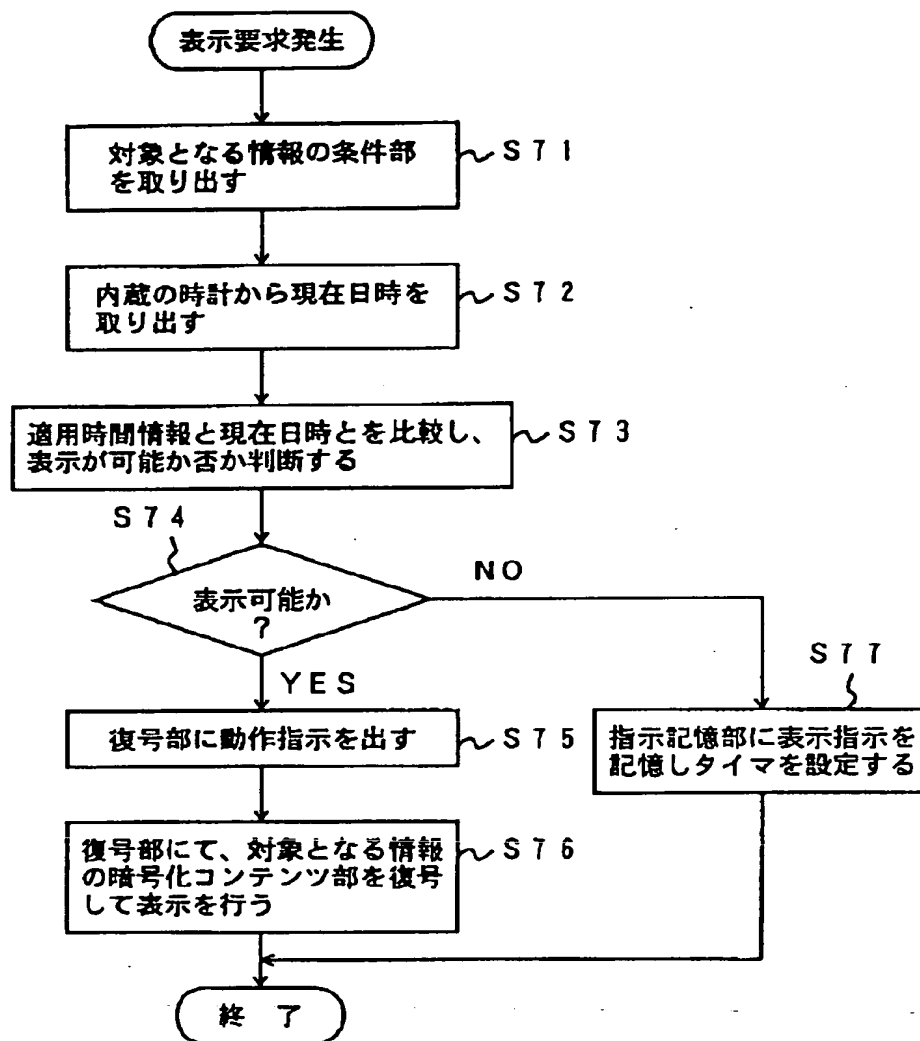 表示要求発生
対象となる情報の条件部
を取り出す
S71
内蔵の時計から現在日時を
取り出す
S72
適用時間情報と現在日時とを比較し、
表示が可能か否か判断する
S73
S74
表示可能か
?
NO
YES
S77
復号部に動作指示を出す
S75
指示記憶部に表示指示を
記憶しタイマを設定する
復号部にて、対象となる情報
の暗号化コンテンツ部を復号
して表示を行う
S76
終了